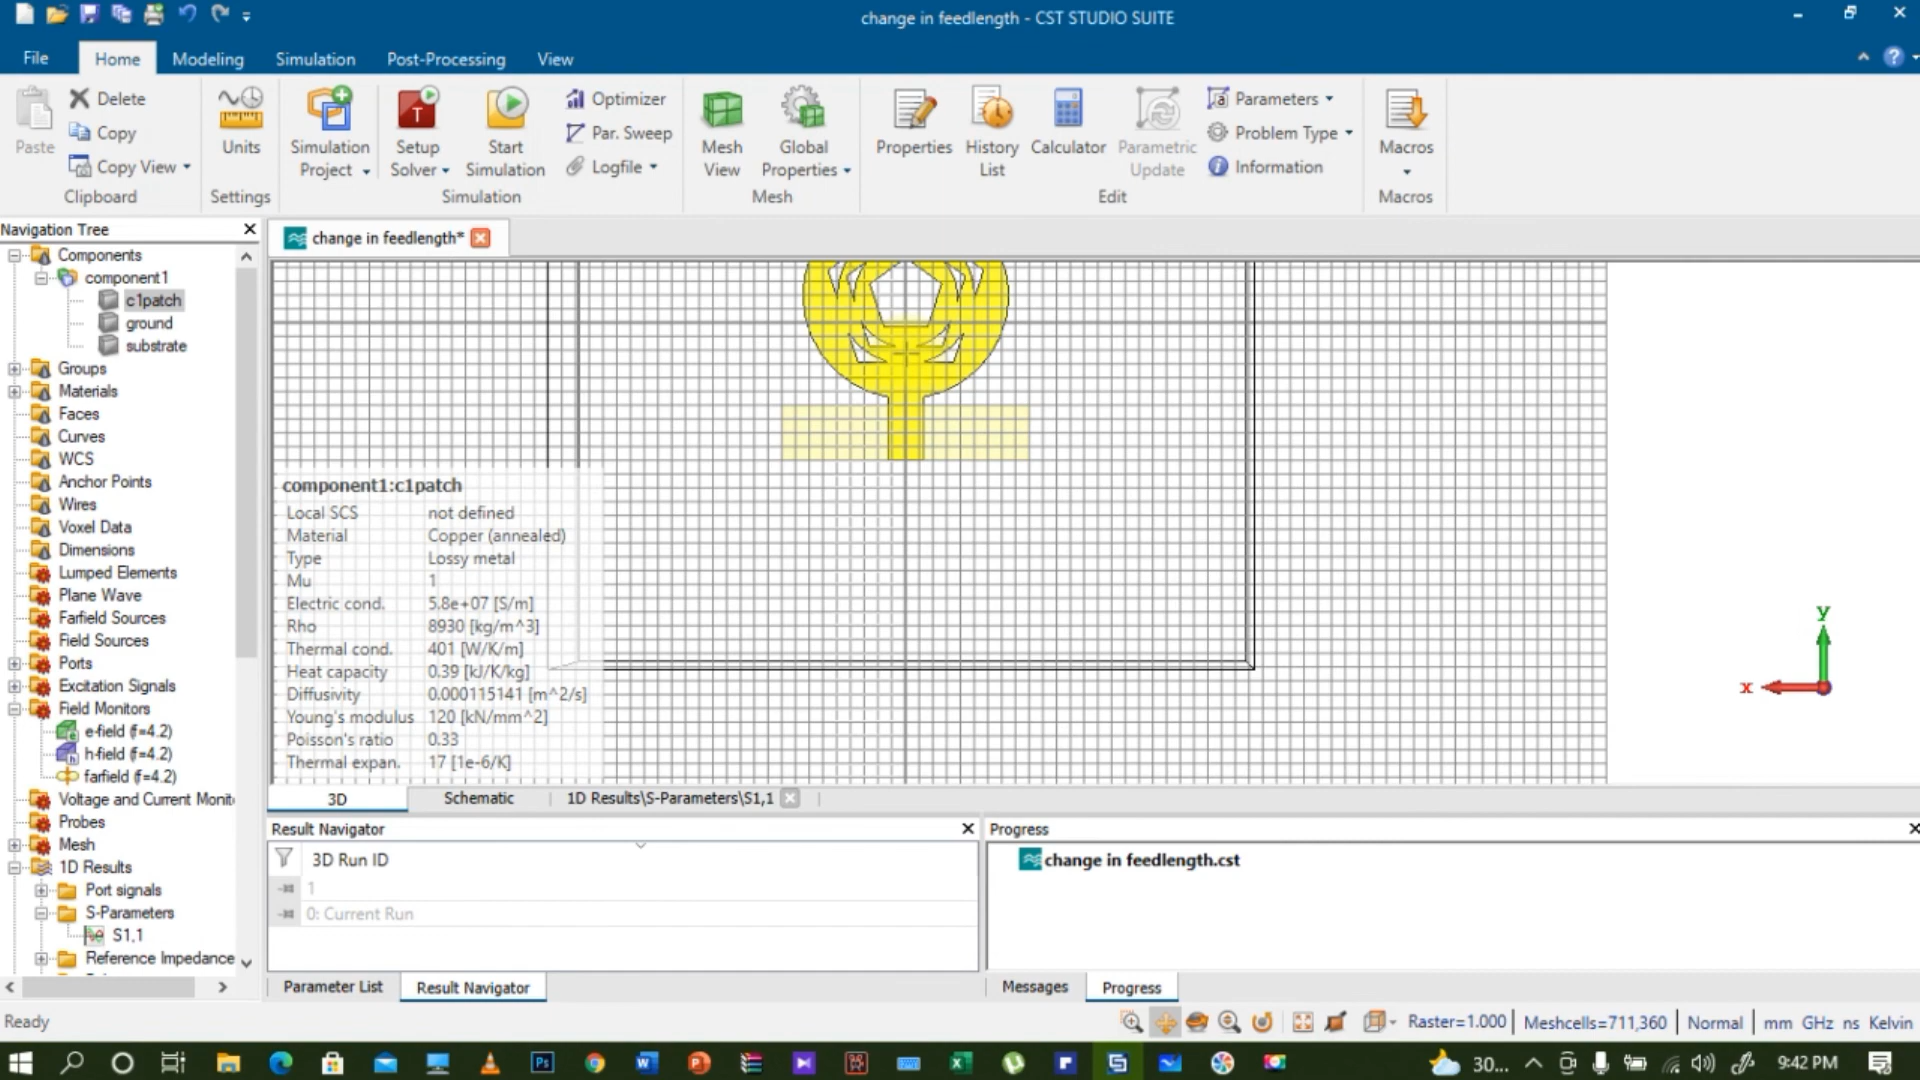 change in feedlength - CST STUDIO SUITE
File Home Modeling Simulation Post-Processing View
Paste
Delete
Copy
Copy View
Clipboard
Units
Settings
Simulation Project
Setup Solver
Start Simulation
Optimizer
Par. Sweep
Logfile
Simulation
Mesh View
Global Properties
Mesh
Properties
History List
Calculator
Parametric Update
Parameters
Problem Type
Information
Edit
Macros
Macros
Navigation Tree
Components
component1
c1patch
ground
substrate
Groups
Materials
Faces
Curves
WCS
Anchor Points
Wires
Voxel Data
Dimensions
Lumped Elements
Plane Wave
Farfield Sources
Field Sources
Ports
Excitation Signals
Field Monitors
e-field (f=4.2)
h-field (f=4.2)
farfield (f=4.2)
Voltage and Current Monit
Probes
Mesh
1D Results
Port signals
S-Parameters
S1,1
Reference Impedance
change in feedlength*
component1:c1patch
Local SCS not defined
Material Copper (annealed)
Type Lossy metal
Mu 1
Electric cond. 5.8e+07 [S/m]
Rho 8930 [kg/m^3]
Thermal cond. 401 [W/K/m]
Heat capacity 0.39 [kJ/K/kg]
Diffusivity 0.000115141 [m^2/s]
Young's modulus 120 [kN/mm^2]
Poisson's ratio 0.33
Thermal expan. 17 [1e-6/K]
y
x
3D Schematic 1D Results\S-Parameters\S1,1
Result Navigator
3D Run ID
1
0: Current Run
Parameter List Result Navigator
Progress
change in feedlength.cst
Messages Progress
Ready
Raster=1.000 Meshcells=711,360 Normal mm GHz ns Kelvin
30... 9:42 PM